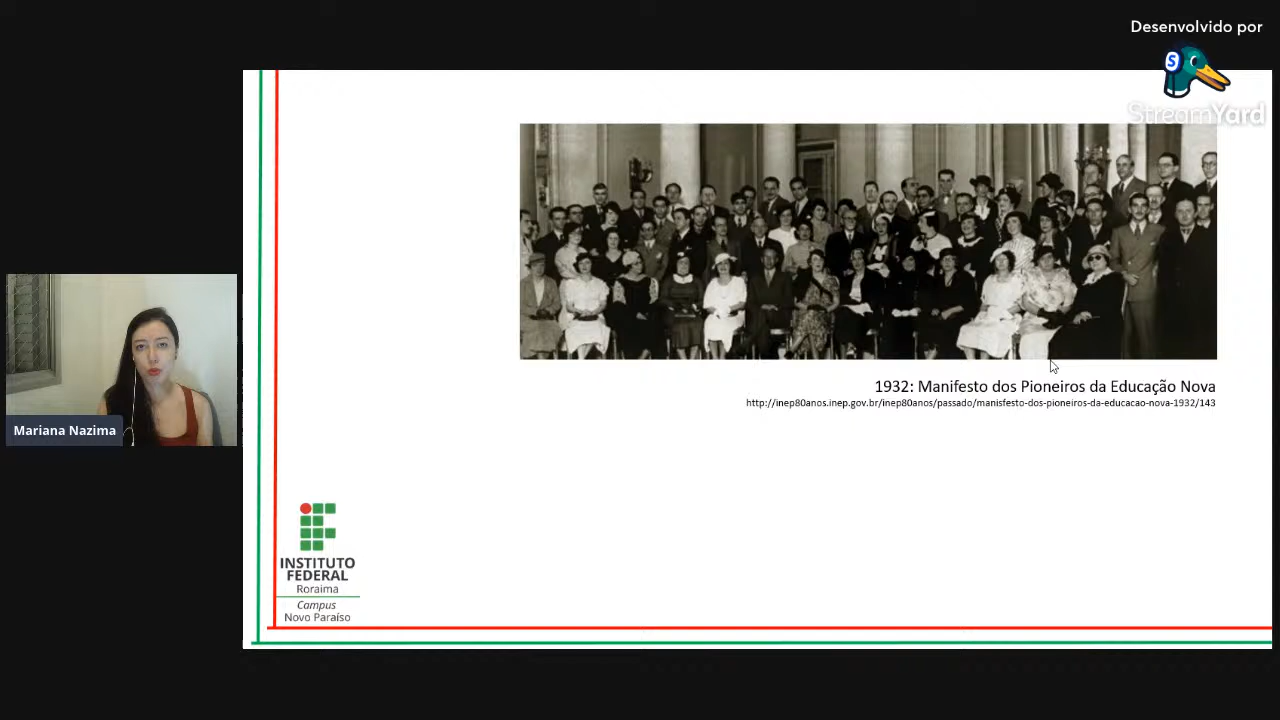 Desenvolvido por
StreamYard
1932: Manifesto dos Pioneiros da Educação Nova
http://inep80anos.inep.gov.br/inep80anos/passado/manisfesto-dos-pioneiros-da-educacao-nova-1932/143
Mariana Nazima
INSTITUTO
FEDERAL
Roraima
Campus
Novo Paraíso